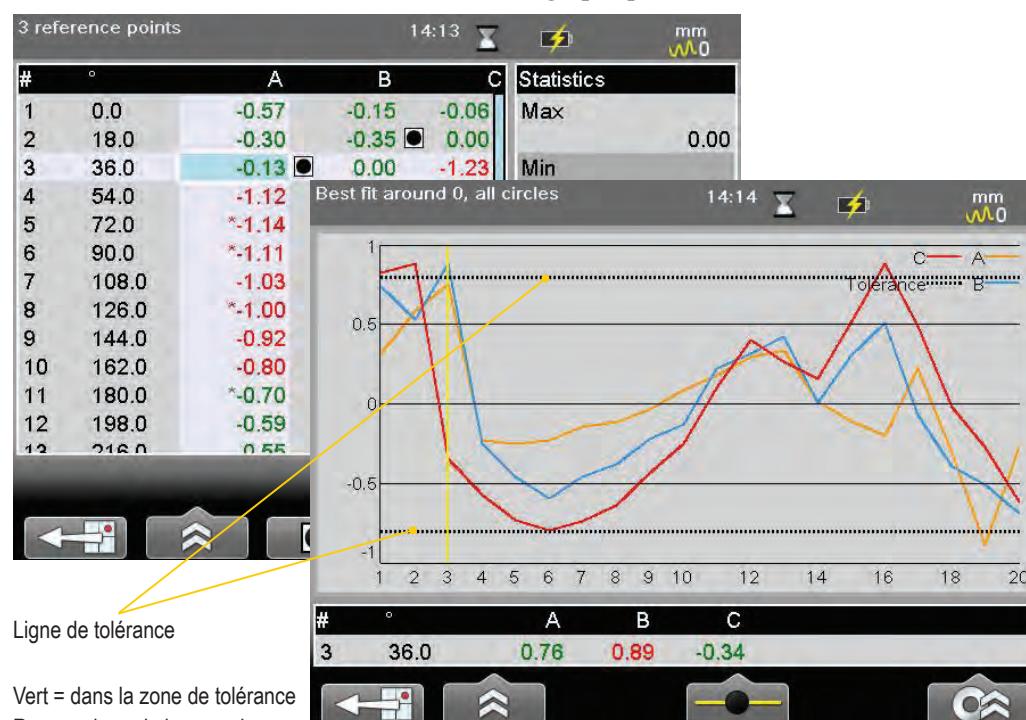 3 reference points 14:13 mm 0
# ° A B C Statistics
1 0.0 -0.57 -0.15 -0.06 Max
2 18.0 -0.30 -0.35 0.00 0.00
3 36.0 -0.13 0.00 -1.23 Min
4 54.0 -1.12
5 72.0 *-1.14
6 90.0 *-1.11
7 108.0 -1.03
8 126.0 *-1.00
9 144.0 -0.92
10 162.0 -0.80
11 180.0 *-0.70
12 198.0 -0.59
13 216.0 0.55
Best fit around 0, all circles 14:14 mm 0
1
C A
Tolerance B
0.5
0
-0.5
-1
1 2 3 4 5 6 7 8 9 10 12 14 16 18 20
# ° A B C
3 36.0 0.76 0.89 -0.34
Ligne de tolérance
Vert = dans la zone de tolérance